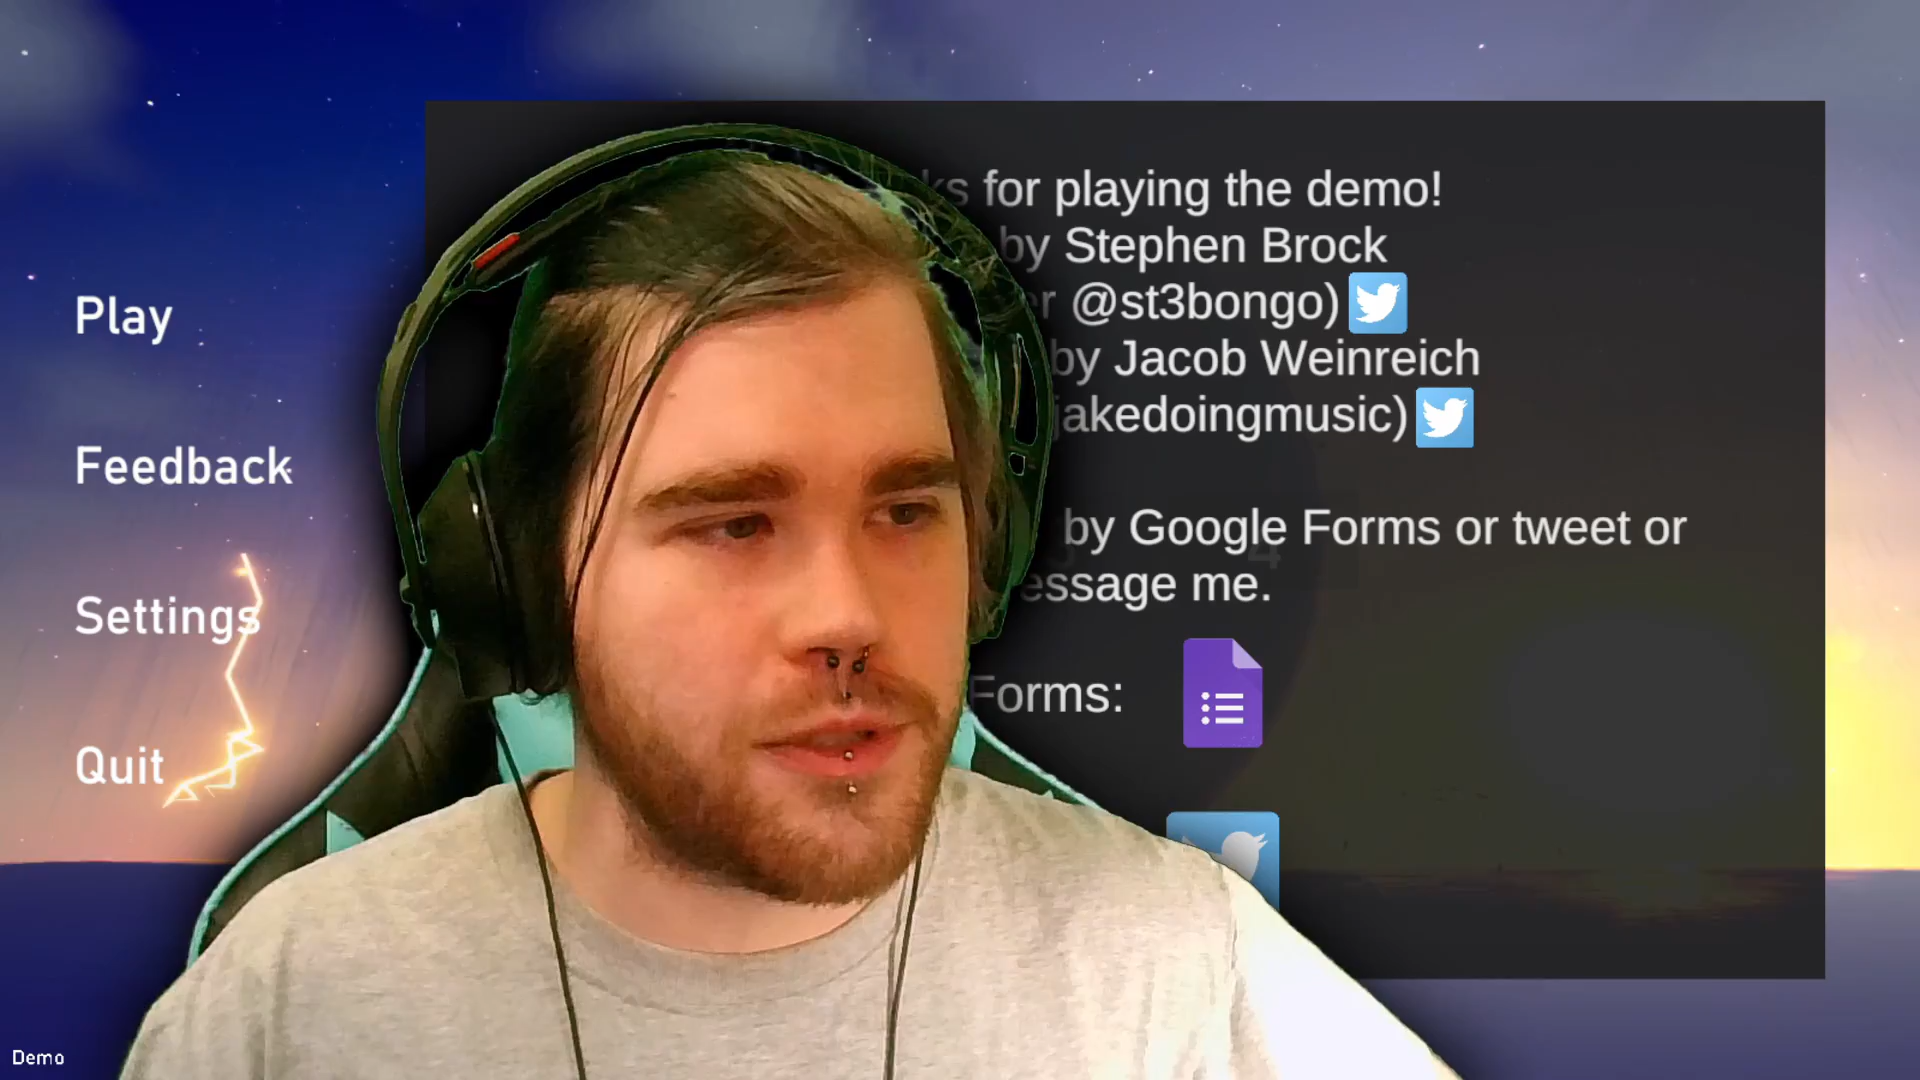 for playing the demo!
by Stephen Brock
@st3bongo)
Play
by Jacob Weinreich
jakedoingmusic)
Feedback
by Google Forms or tweet or
me.
Settings
Forms:
Quit
Demo